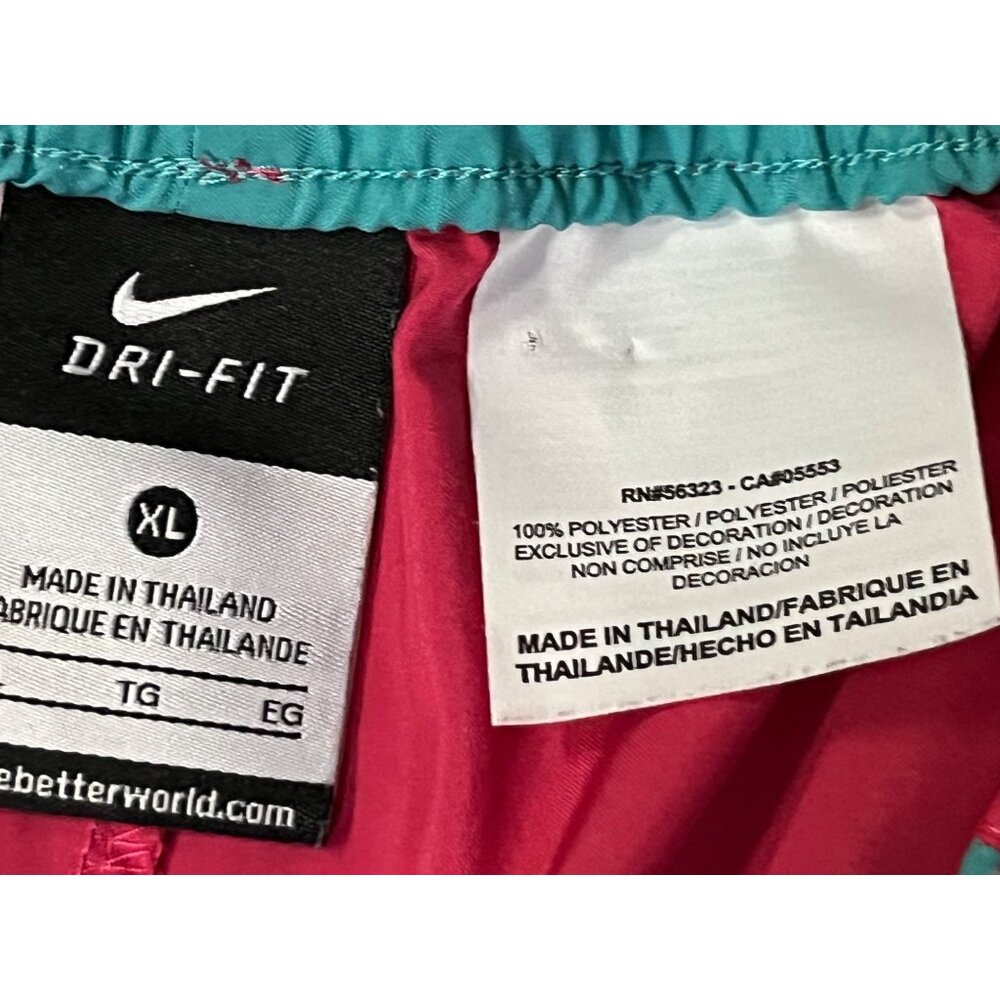 DRI-FIT
XL
MADE IN THAILAND
ABRIQUE EN THAILANDE
TG EG
ebetterworld.com
RN#56323 - CA#05553
100% POLYESTER / POLYESTER / POLIESTER
EXCLUSIVE OF DECORATION / DECORATION
NON COMPRISE / NO INCLUYE LA
DECORACION
MADE IN THAILAND/FABRIQUE EN
THAILANDE/HECHO EN TAILANDIA